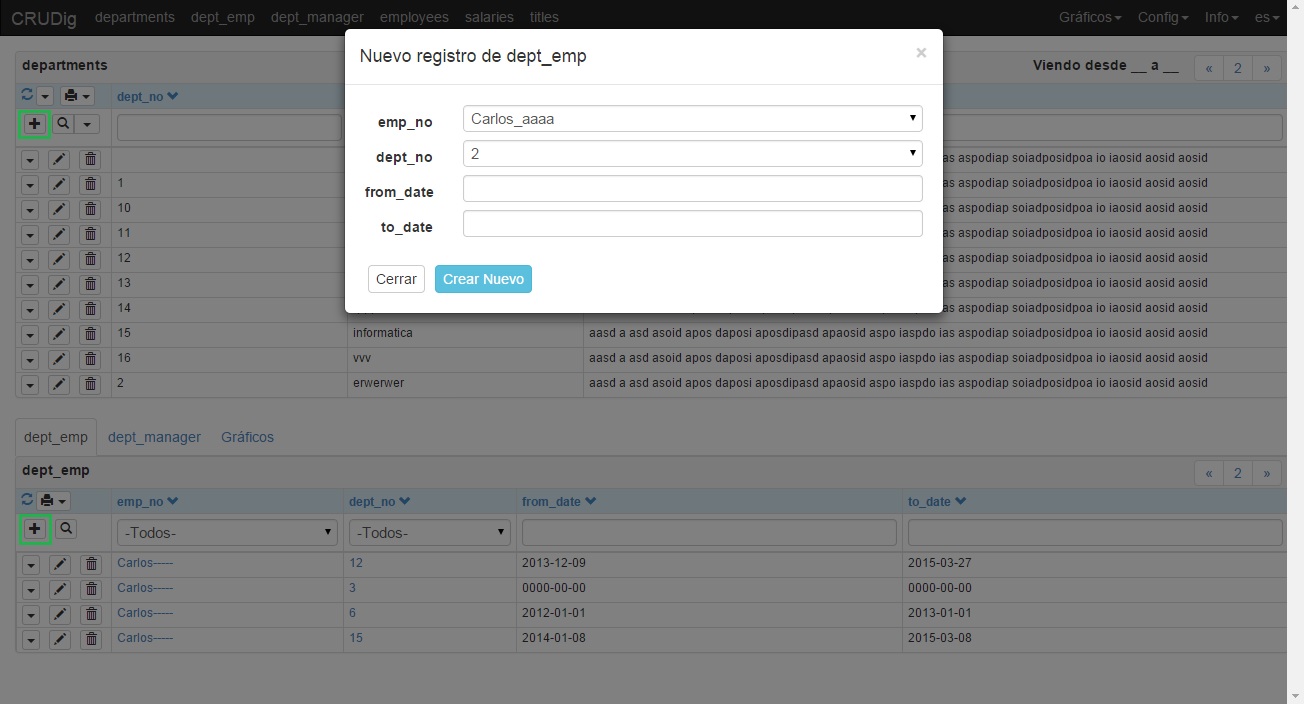 CRUDig departments dept_emp dept_manager employees salaries titles Gráficos Config Info es
Nuevo registro de dept_emp ×
departments Viendo desde __ a __ « 2 »
dept_no
emp_no Carlos_aaaa
dept_no 2
from_date
to_date
Cerrar Crear Nuevo
as aspodiap soiadposidpoa io iaosid aosid aosid
1 as aspodiap soiadposidpoa io iaosid aosid aosid
10 as aspodiap soiadposidpoa io iaosid aosid aosid
11 as aspodiap soiadposidpoa io iaosid aosid aosid
12 as aspodiap soiadposidpoa io iaosid aosid aosid
13 as aspodiap soiadposidpoa io iaosid aosid aosid
14 as aspodiap soiadposidpoa io iaosid aosid aosid
15 informatica aasd a asd asoid apos daposi aposdipasd apaosid aspo iaspdo ias aspodiap soiadposidpoa io iaosid aosid aosid
16 vvv aasd a asd asoid apos daposi aposdipasd apaosid aspo iaspdo ias aspodiap soiadposidpoa io iaosid aosid aosid
2 erwerwer aasd a asd asoid apos daposi aposdipasd apaosid aspo iaspdo ias aspodiap soiadposidpoa io iaosid aosid aosid
dept_emp dept_manager Gráficos
dept_emp « 2 »
emp_no dept_no from_date to_date
-Todos- -Todos-
Carlos----- 12 2013-12-09 2015-03-27
Carlos----- 3 0000-00-00 0000-00-00
Carlos----- 6 2012-01-01 2013-01-01
Carlos----- 15 2014-01-08 2015-03-08